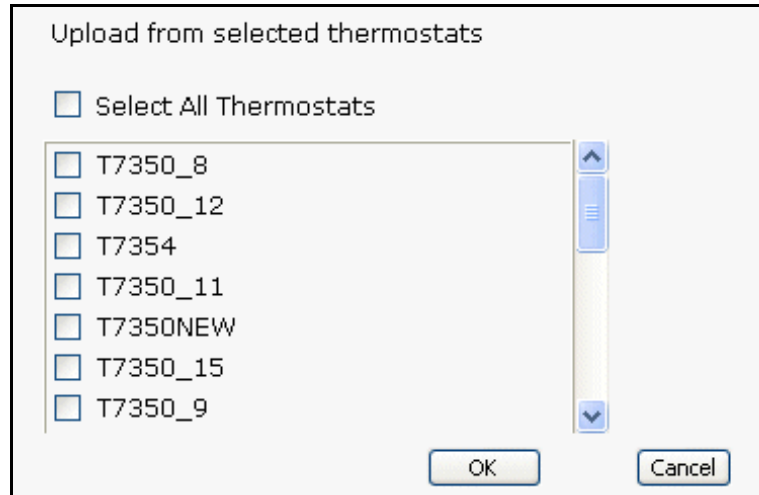 Upload from selected thermostats
Select All Thermostats
T7350_8
T7350_12
T7354
T7350_11
T7350NEW
T7350_15
T7350_9
OK Cancel